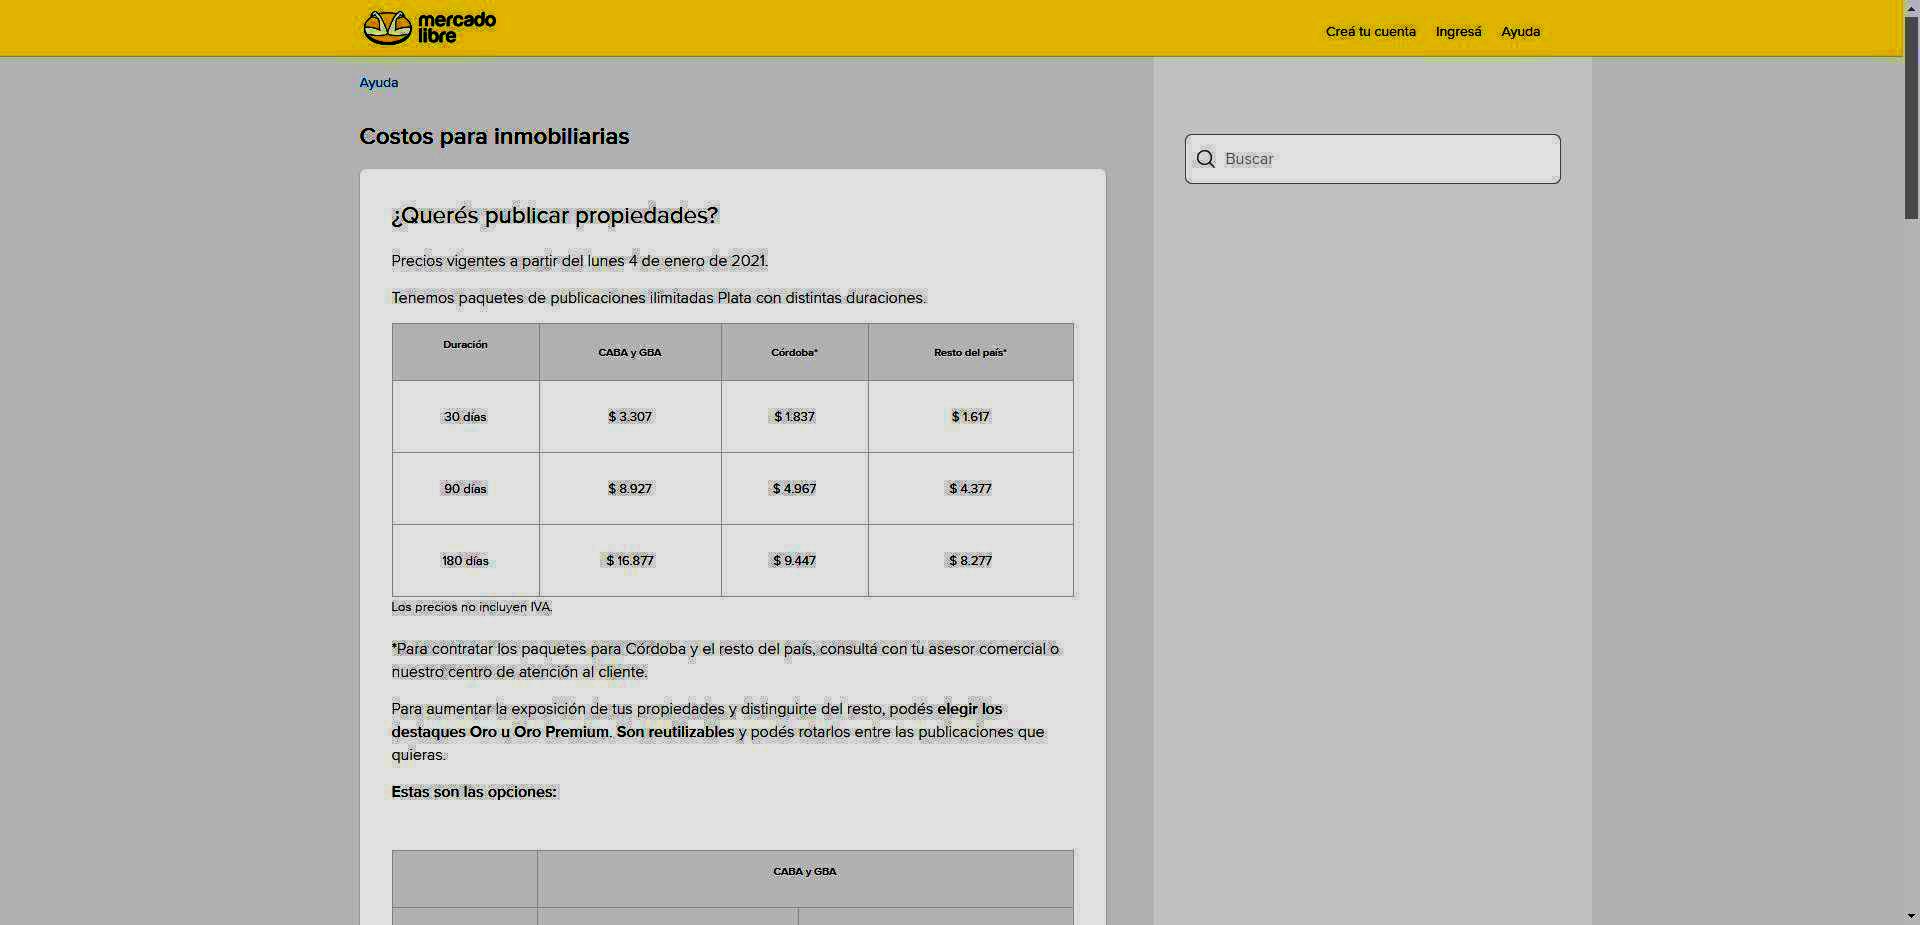 mercado
libre
Creá tu cuenta Ingresá Ayuda
Ayuda
Costos para inmobiliarias
Buscar
¿Querés publicar propiedades?
Precios vigentes a partir del lunes 4 de enero de 2021.
Tenemos paquetes de publicaciones ilimitadas Plata con distintas duraciones.
Duración CABA y GBA Córdoba* Resto del país*
30 días $ 3.307 $ 1.837 $ 1.617
90 días $ 8.927 $ 4.967 $ 4.377
180 días $ 16.877 $ 9.447 $ 8.277
Los precios no incluyen IVA.
*Para contratar los paquetes para Córdoba y el resto del país, consultá con tu asesor comercial o
nuestro centro de atención al cliente.
Para aumentar la exposición de tus propiedades y distinguirte del resto, podés elegir los
destaques Oro u Oro Premium. Son reutilizables y podés rotarlos entre las publicaciones que
quieras.
Estas son las opciones:
CABA y GBA